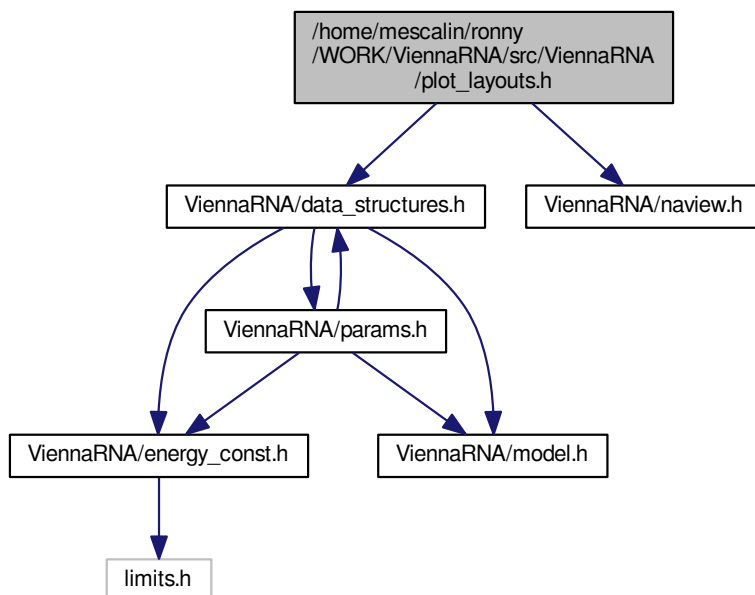 /home/mescalin/ronny
/WORK/ViennaRNA/src/ViennaRNA
/plot_layouts.h
ViennaRNA/data_structures.h
ViennaRNA/naview.h
ViennaRNA/params.h
ViennaRNA/energy_const.h
ViennaRNA/model.h
limits.h